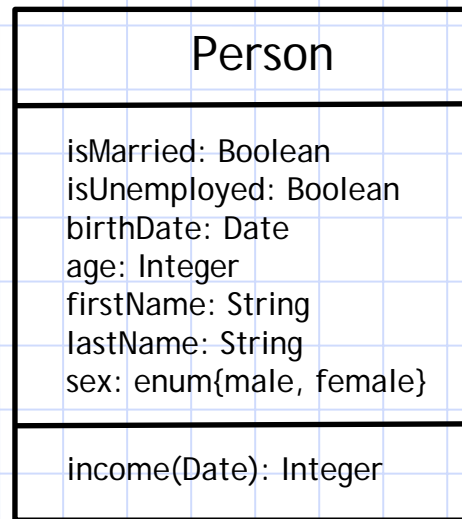 Person
isMarried: Boolean
isUnemployed: Boolean
birthDate: Date
age: Integer
firstName: String
lastName: String
sex: enum{male, female}
income(Date): Integer